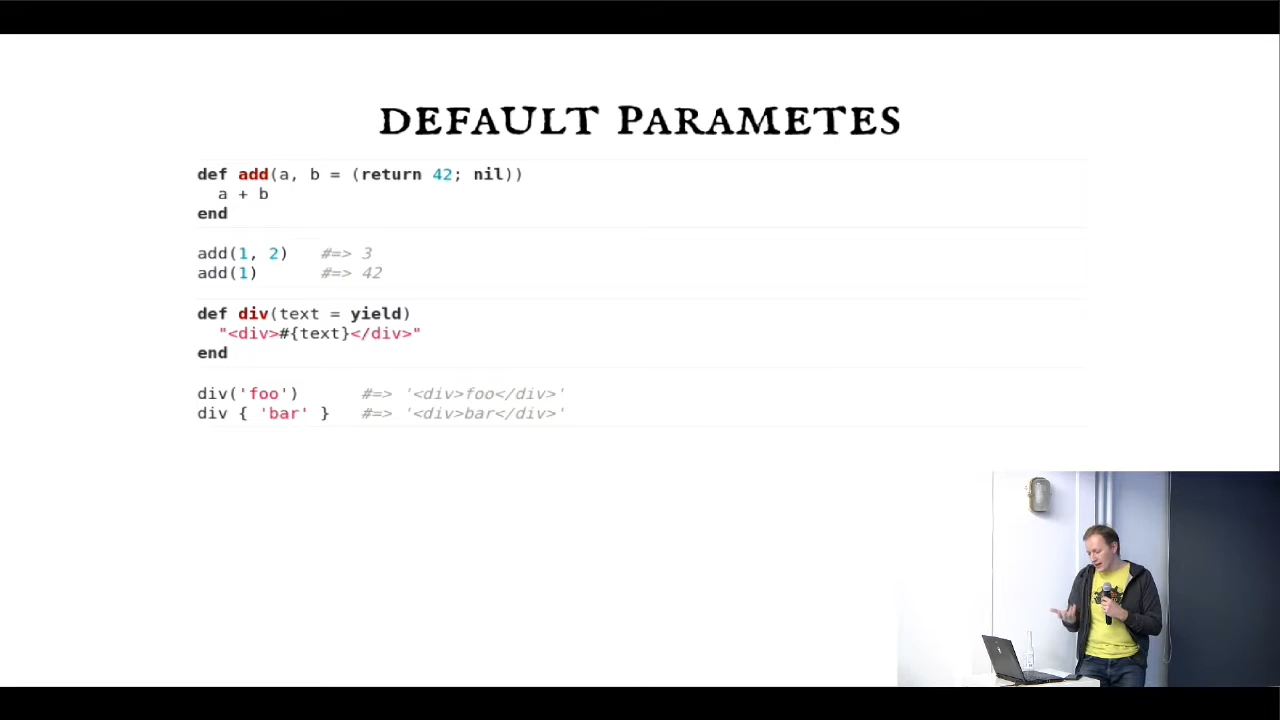 DEFAULT PARAMETES
def add(a, b = (return 42; nil))
  a + b
end
add(1, 2)   #=> 3
add(1)      #=> 42
def div(text = yield)
  "<div>#{text}</div>"
end
div('foo')      #=> '<div>foo</div>'
div { 'bar' }   #=> '<div>bar</div>'